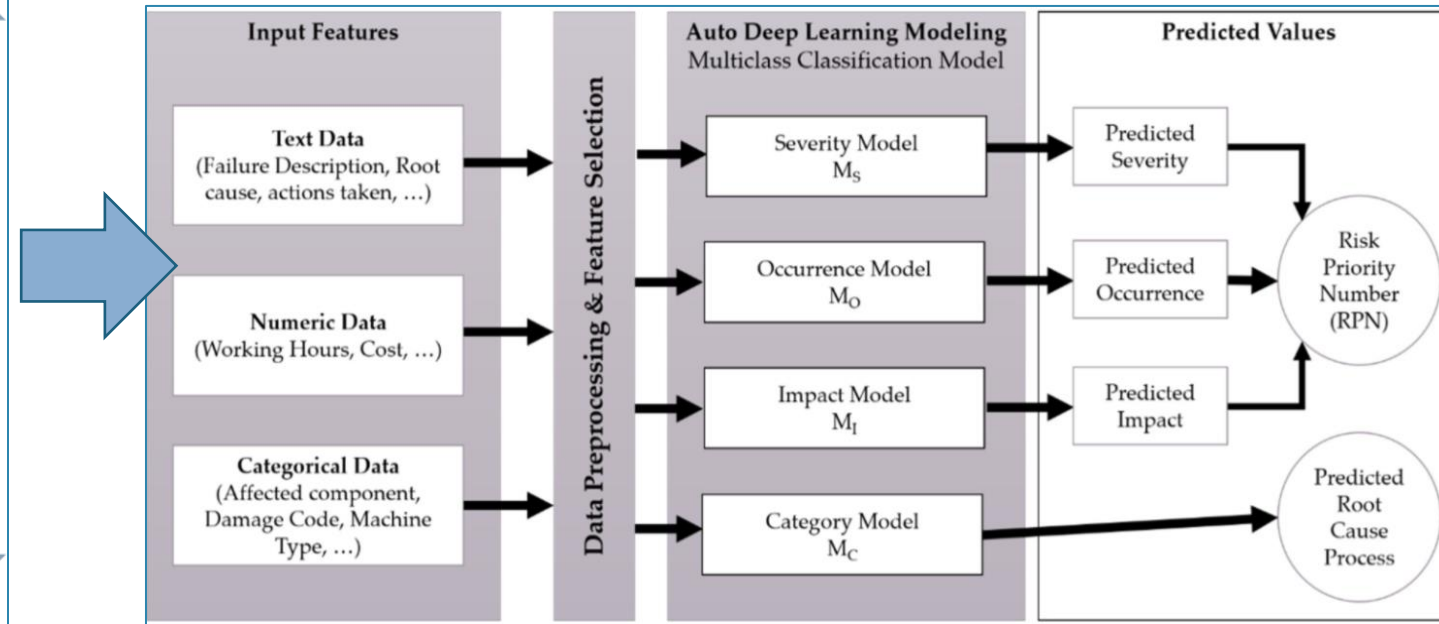 Input Features
Text Data
(Failure Description, Root
cause, actions taken, …)
Numeric Data
(Working Hours, Cost, …)
Categorical Data
(Affected component,
Damage Code, Machine
Type, …)
Data Preprocessing & Feature Selection
Auto Deep Learning Modeling
Multiclass Classification Model
Severity Model
MS
Occurrence Model
MO
Impact Model
MI
Category Model
MC
Predicted Values
Predicted
Severity
Predicted
Occurrence
Predicted
Impact
Risk
Priority
Number
(RPN)
Predicted
Root
Cause
Process